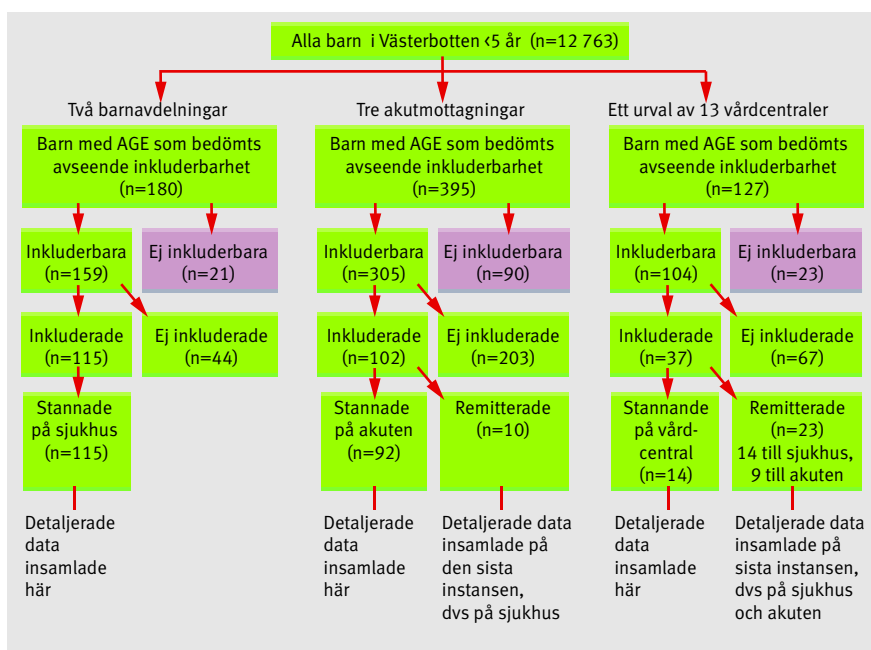 Alla barn i Västerbotten <5 år (n=12 763)
Två barnavdelningar
Barn med AGE som bedömts
avseende inkluderbarhet
(n=180)
Inkluderbara
(n=159)
Ej inkluderbara
(n=21)
Inkluderade
(n=115)
Ej inkluderade
(n=44)
Stannade
på sjukhus
(n=115)
Detaljerade
data
insamlade
här
Tre akutmottagningar
Barn med AGE som bedömts
avseende inkluderbarhet
(n=395)
Inkluderbara
(n=305)
Ej inkluderbara
(n=90)
Inkluderade
(n=102)
Ej inkluderade
(n=203)
Stannade
på akuten
(n=92)
Remitterade
(n=10)
Detaljerade
data
insamlade
här
Detaljerade data
insamlade på
den sista
instansen,
dvs på sjukhus
Ett urval av 13 vårdcentraler
Barn med AGE som bedömts
avseende inkluderbarhet
(n=127)
Inkluderbara
(n=104)
Ej inkluderbara
(n=23)
Inkluderade
(n=37)
Ej inkluderade
(n=67)
Stannande
på vård-
central
(n=14)
Remitterade
(n=23)
14 till sjukhus,
9 till akuten
Detaljerade
data
insamlade
här
Detaljerade data
insamlade på
sista instansen,
dvs på sjukhus
och akuten